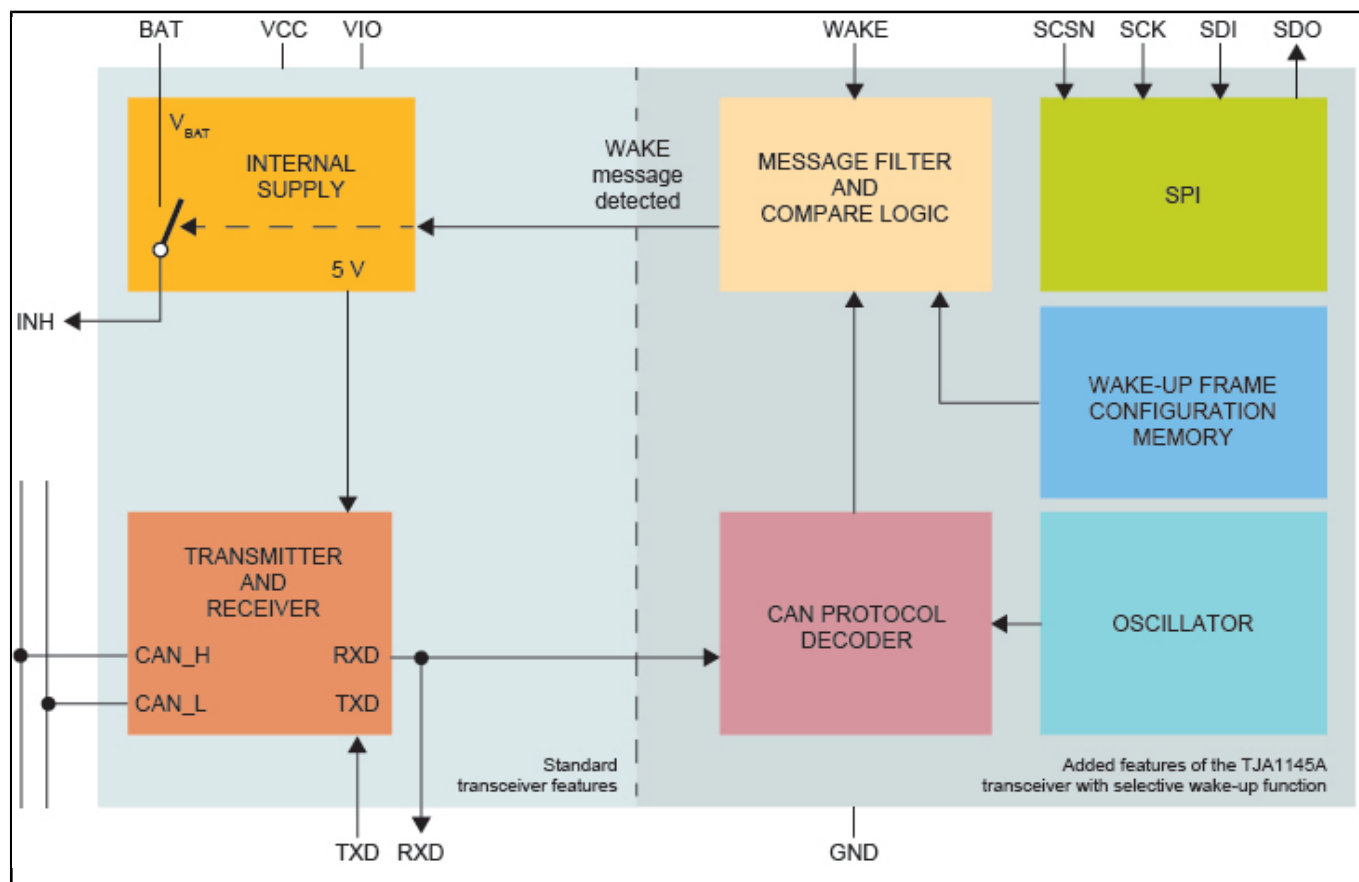 BAT VCC VIO WAKE SCSN SCK SDI SDO
V BAT
INTERNAL
SUPPLY
5 V
INH
WAKE
message
detected
MESSAGE FILTER
AND
COMPARE LOGIC
SPI
WAKE-UP FRAME
CONFIGURATION
MEMORY
TRANSMITTER
AND
RECEIVER
CAN_H RXD
CAN_L TXD
CAN PROTOCOL
DECODER
OSCILLATOR
Standard
transceiver features
Added features of the TJA1145A
transceiver with selective wake-up function
TXD RXD GND